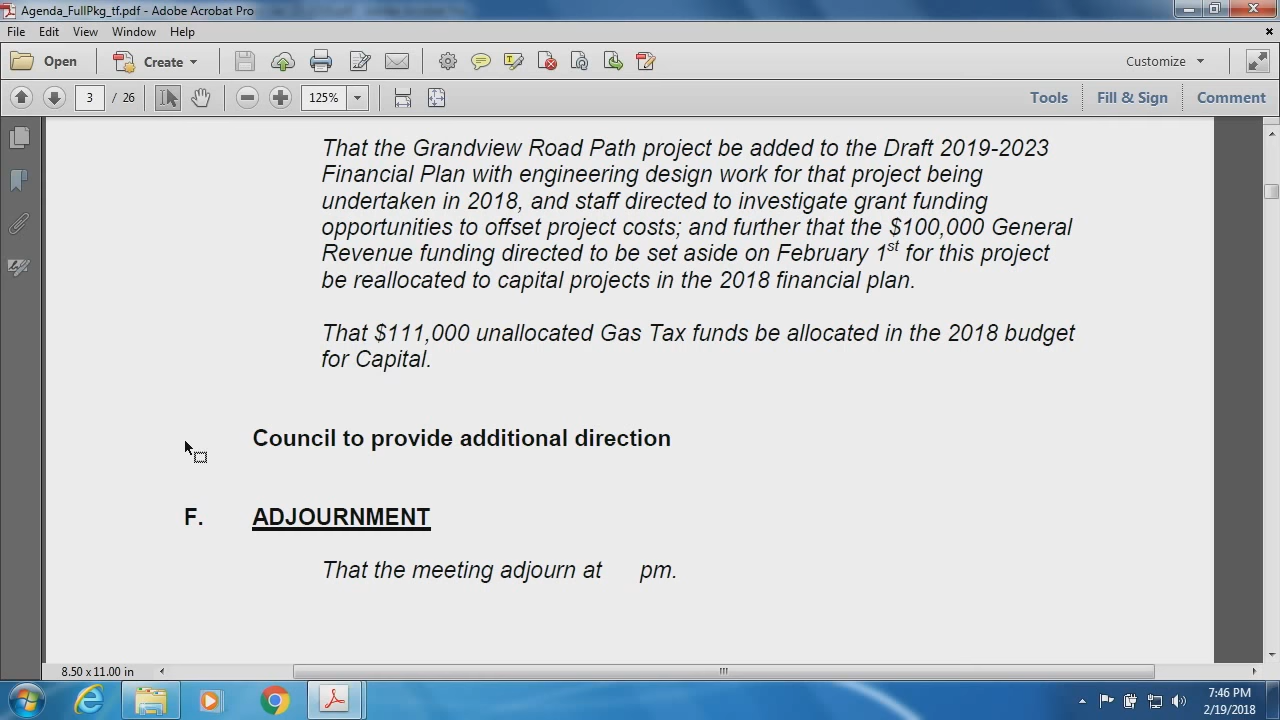 Agenda_FullPkg_tf.pdf - Adobe Acrobat Pro
File Edit View Window Help
Open Create Customize
3 / 26 125% Tools Fill & Sign Comment
That the Grandview Road Path project be added to the Draft 2019-2023
Financial Plan with engineering design work for that project being
undertaken in 2018, and staff directed to investigate grant funding
opportunities to offset project costs; and further that the $100,000 General
Revenue funding directed to be set aside on February 1st for this project
be reallocated to capital projects in the 2018 financial plan.
That $111,000 unallocated Gas Tax funds be allocated in the 2018 budget
for Capital.
Council to provide additional direction
F. ADJOURNMENT
That the meeting adjourn at pm.
8.50 x 11.00 in
7:46 PM
2/19/2018